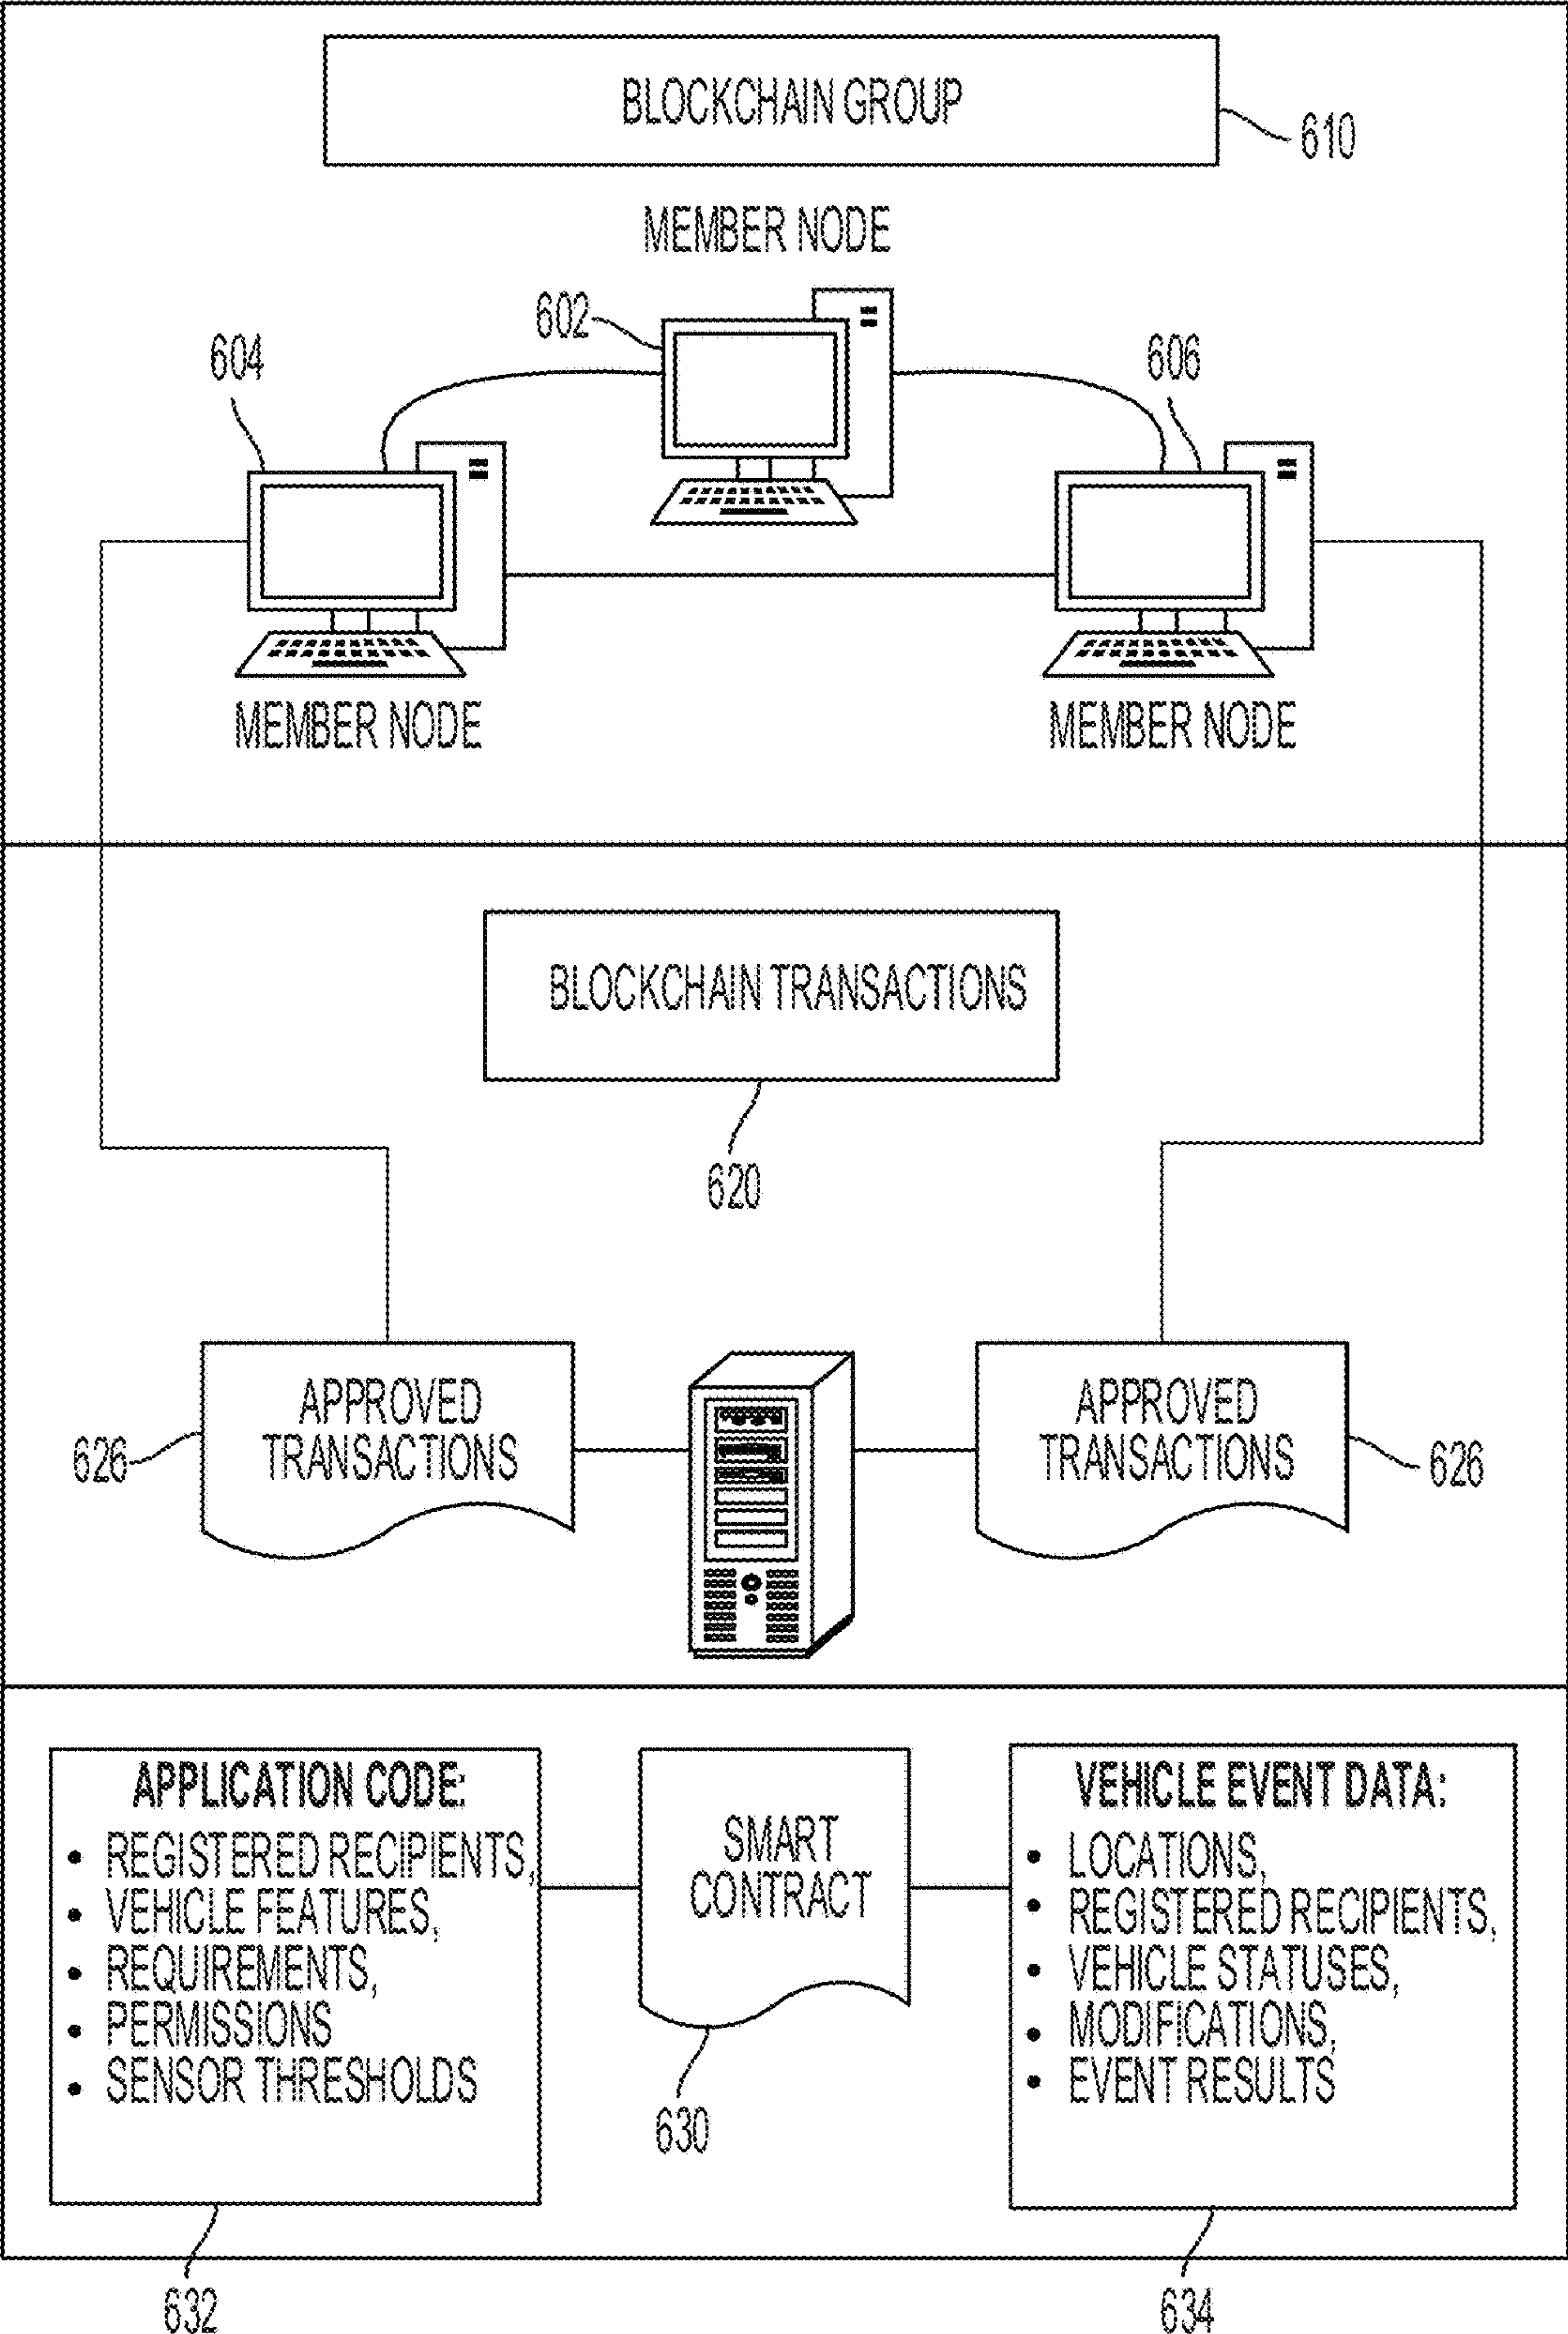 BLOCKCHAIN GROUP
610
MEMBER NODE
602
604
606
MEMBER NODE
MEMBER NODE
BLOCKCHAIN TRANSACTIONS
620
APPROVED
TRANSACTIONS
626
APPROVED
TRANSACTIONS
626
APPLICATION CODE:
• REGISTERED RECIPIENTS,
• VEHICLE FEATURES,
• REQUIREMENTS,
• PERMISSIONS
• SENSOR THRESHOLDS
632
SMART
CONTRACT
630
VEHICLE EVENT DATA:
• LOCATIONS,
• REGISTERED RECIPIENTS,
• VEHICLE STATUSES,
• MODIFICATIONS,
• EVENT RESULTS
634